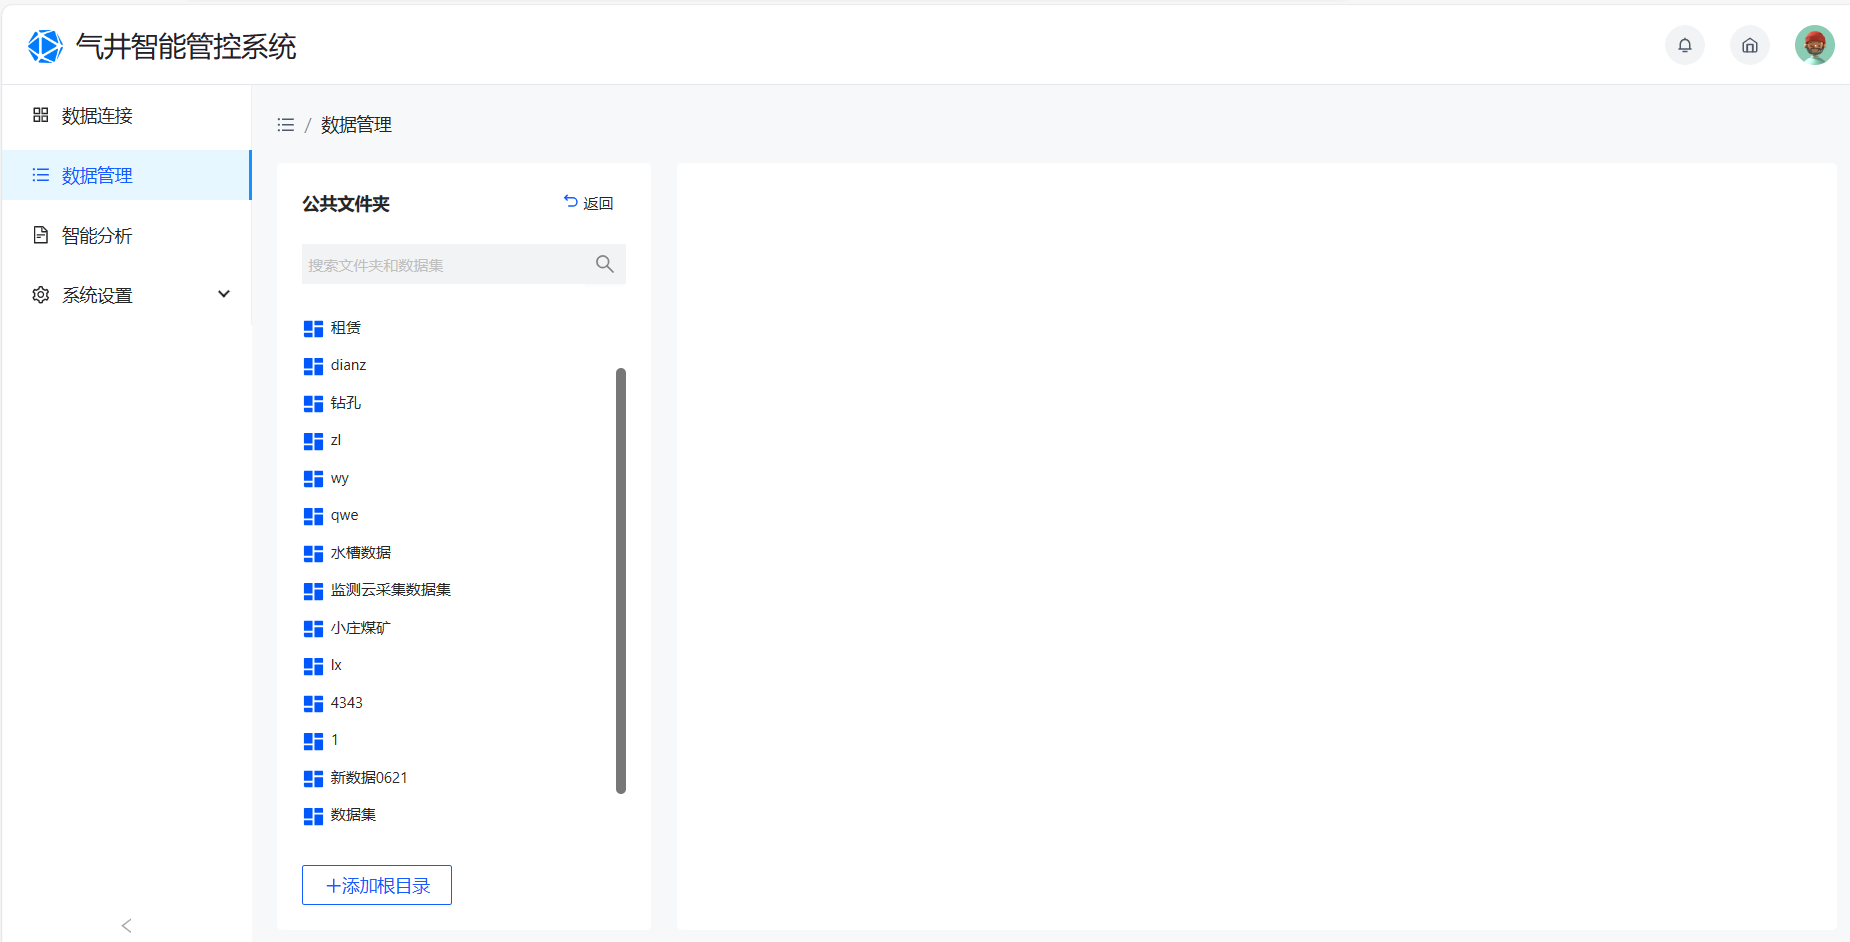 气井智能管控系统
数据连接
数据管理
智能分析
系统设置
/ 数据管理
公共文件夹
返回
搜索文件夹和数据集
租赁
dianz
钻孔
zl
wy
qwe
水槽数据
监测云采集数据集
小庄煤矿
lx
4343
1
新数据0621
数据集
+添加根目录